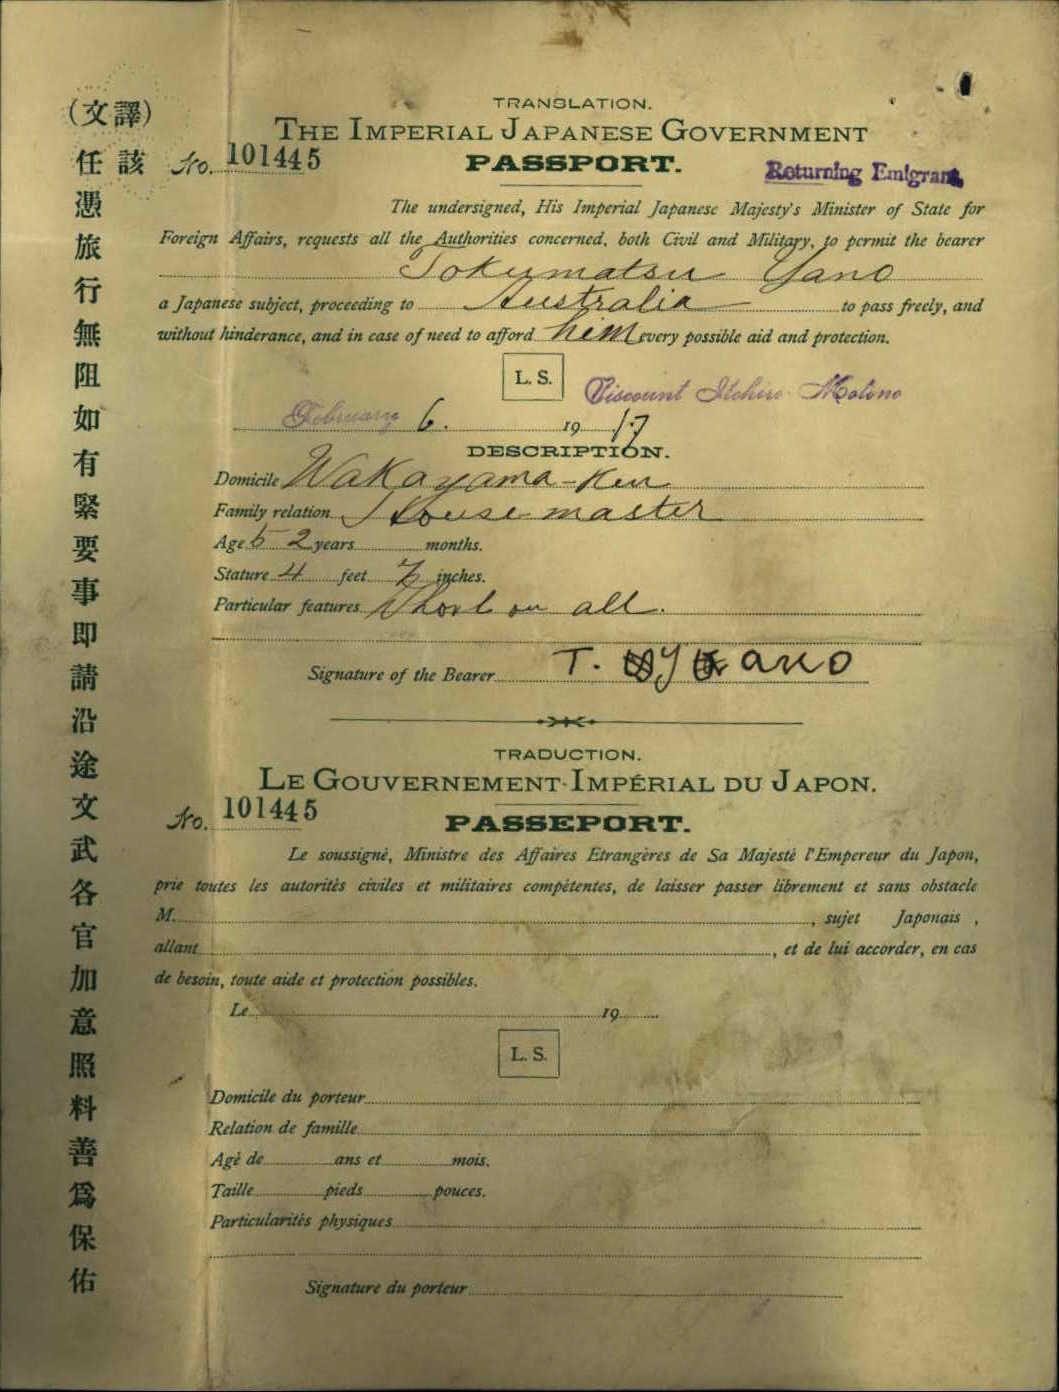 (譯文)
該任憑旅行無阻如有緊要事即請沿途文武各官加意照料善爲保佑
TRANSLATION.
THE IMPERIAL JAPANESE GOVERNMENT
No. 101445 PASSPORT. Returning Emigrant
The undersigned, His Imperial Japanese Majesty's Minister of State for
Foreign Affairs, requests all the Authorities concerned, both Civil and Military, to permit the bearer
Tokumatsu Yano
a Japanese subject, proceeding to Australia to pass freely, and
without hinderance, and in case of need to afford him every possible aid and protection.
L. S.
Viscount Itchiro Motono
February 6. 1917
DESCRIPTION.
Domicile Wakayama-Ken
Family relation House master
Age 52 years months.
Stature 4 feet 7 inches.
Particular features all.
Signature of the Bearer T. Yano
TRADUCTION.
LE GOUVERNEMENT IMPÉRIAL DU JAPON.
No. 101445
PASSEPORT.
Le soussigné, Ministre des Affaires Etrangères de Sa Majesté l'Empereur du Japon,
prie toutes les autorités civiles et militaires compétentes, de laisser passer librement et sans obstacle
M. , sujet Japonais ,
allant , et de lui accorder, en cas
de besoin, toute aide et protection possibles.
Le 19
L. S.
Domicile du porteur
Relation de famille
Agé de ans et mois.
Taille pieds pouces.
Particularités physiques
Signature du porteur